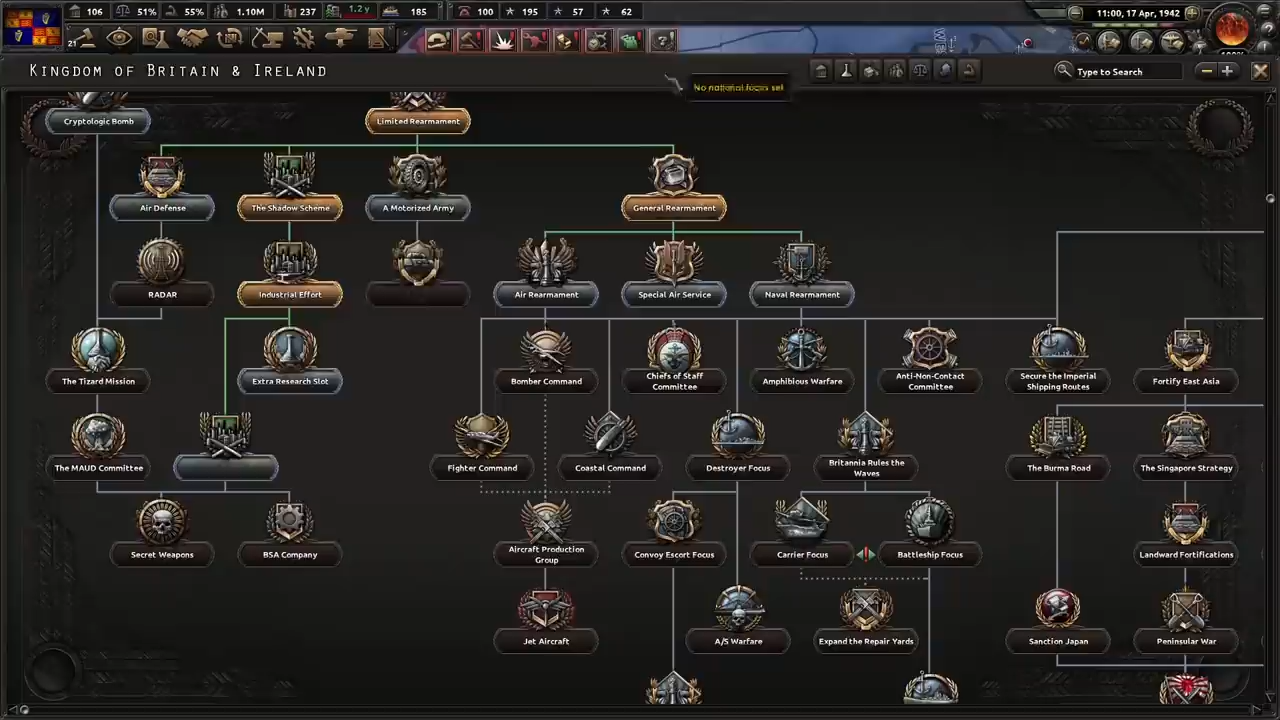 106 51% 55% 1.10M 237 1.2 y 185 100 195 57 62 11:00, 17 Apr, 1942
21
KINGDOM OF BRITAIN & IRELAND
Type to Search
No national focus set
Cryptologic Bomb Limited Rearmament
Air Defense The Shadow Scheme A Motorized Army General Rearmament
RADAR Industrial Effort Air Rearmament Special Air Service Naval Rearmament
The Tizard Mission Extra Research Slot Bomber Command Chiefs of Staff Committee Amphibious Warfare Anti-Non-Contact Committee Secure the Imperial Shipping Routes Fortify East Asia
The MAUD Committee Fighter Command Coastal Command Destroyer Focus Britannia Rules the Waves The Burma Road The Singapore Strategy
Secret Weapons BSA Company Aircraft Production Group Convoy Escort Focus Carrier Focus Battleship Focus Landward Fortifications
Jet Aircraft A/S Warfare Expand the Repair Yards Sanction Japan Peninsular War